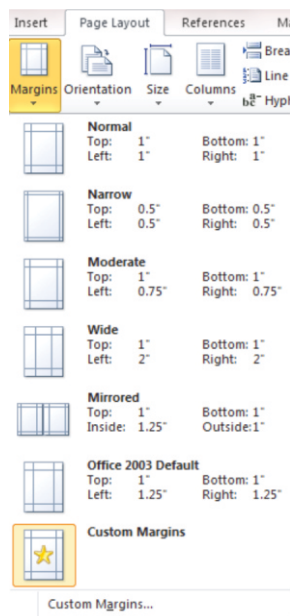 Insert Page Layout References Ma
Brea
Line
Margins Orientation Size Columns
bc Hyph
Normal
Top: 1" Bottom: 1"
Left: 1" Right: 1"
Narrow
Top: 0.5" Bottom: 0.5"
Left: 0.5" Right: 0.5"
Moderate
Top: 1" Bottom: 1"
Left: 0.75" Right: 0.75"
Wide
Top: 1" Bottom: 1"
Left: 2" Right: 2"
Mirrored
Top: 1" Bottom: 1"
Inside: 1.25" Outside:1"
Office 2003 Default
Top: 1" Bottom: 1"
Left: 1.25" Right: 1.25"
Custom Margins
Custom Margins...